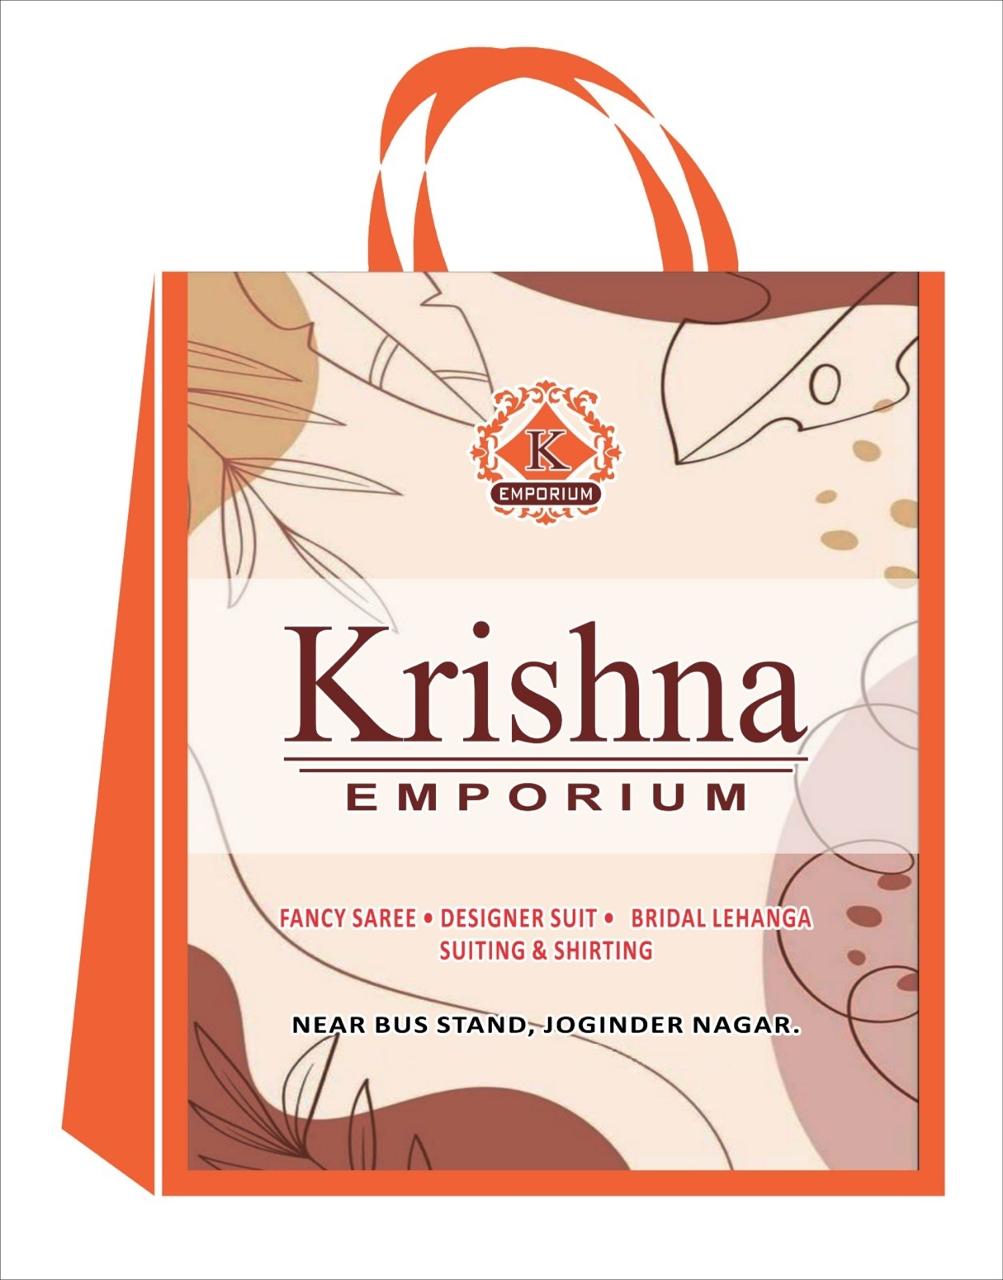 K
EMPORIUM
Krishna
EMPORIUM
FANCY SAREE • DESIGNER SUIT • BRIDAL LEHANGA
SUITING & SHIRTING
NEAR BUS STAND, JOGINDER NAGAR.